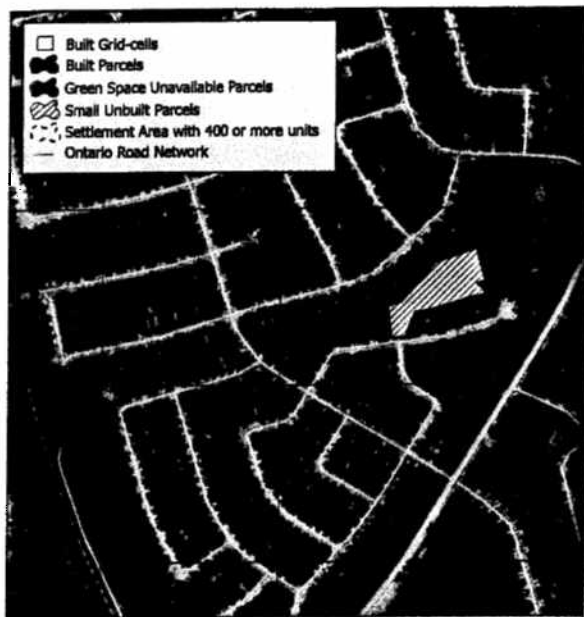 Built Grid-cells
Built Parcels
Green Space Unavailable Parcels
Small Unbuilt Parcels
Settlement Area with 400 or more units
Ontario Road Network